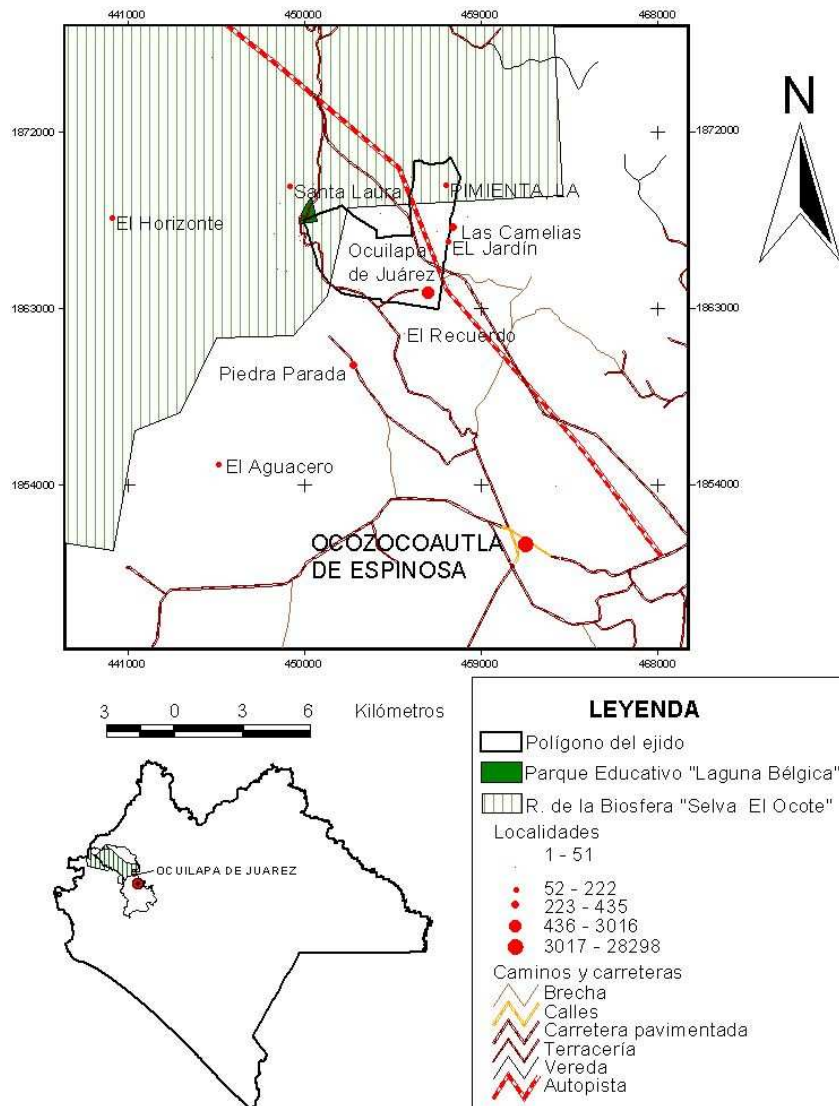 441000 450000 459000 468000
N
1872000 1872000
Santa Laura PIMIENTA, LA
El Horizonte
Las Camelias
EL Jardín
Ocuilapa
de Juárez
1863000 1863000
El Recuerdo
Piedra Parada
El Aguacero
1854000 1854000
OCOZOCOAUTLA
DE ESPINOSA
441000 450000 459000 468000
3 0 3 6 Kilómetros
OCUILAPA DE JUAREZ
LEYENDA
Polígono del ejido
Parque Educativo "Laguna Bélgica"
R. de la Biosfera "Selva El Ocote"
Localidades
1 - 51
52 - 222
223 - 435
436 - 3016
3017 - 28298
Caminos y carreteras
Brecha
Calles
Carretera pavimentada
Terracería
Vereda
Autopista